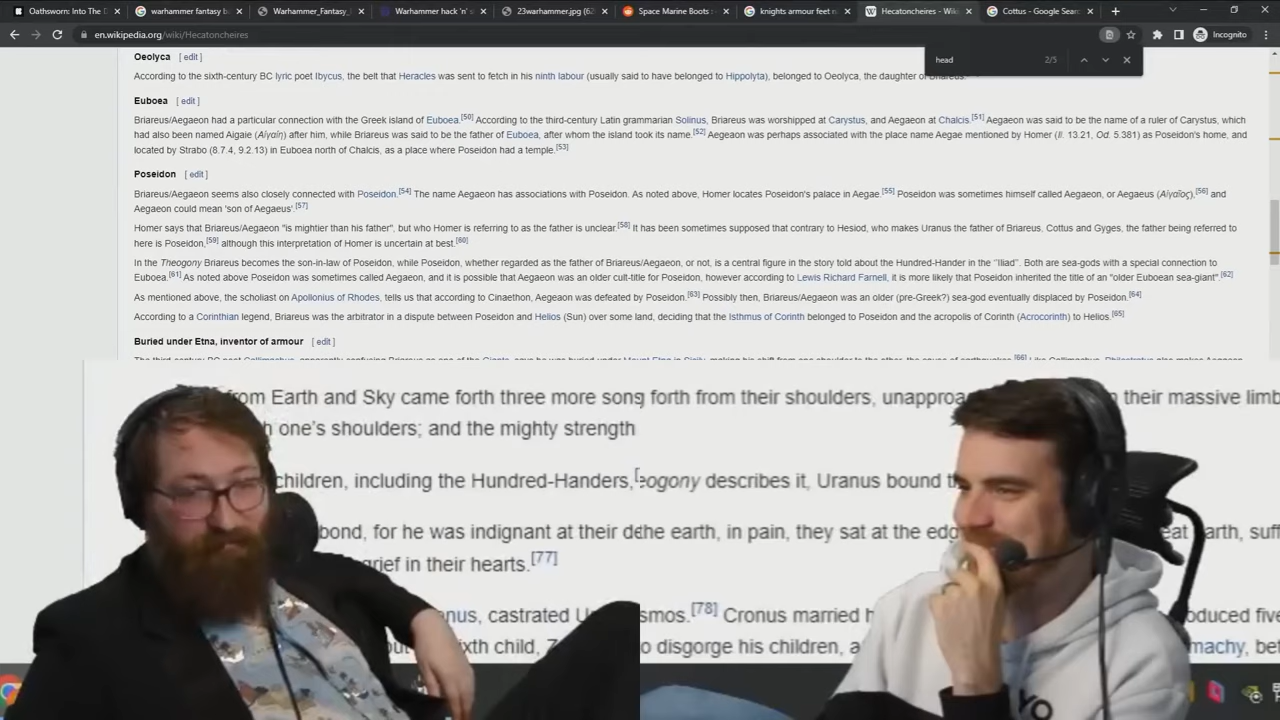 Oathsworn: Into The D
Warhammer fantasy b
Warhammer_Fantasy_
Warhammer hack 'n' s
23warhammer.jpg (62
Space Marine Boots :
knights armour feet n
Hecatoncheires - Wiki
Cottus - Google Sear
en.wikipedia.org/wiki/Hecatoncheires
Incognito
head
2/5
Oeolyca [ edit ]
According to the sixth-century BC lyric poet Ibycus, the belt that Heracles was sent to fetch in his ninth labour (usually said to have belonged to Hippolyta), belonged to Oeolyca, the daughter of Briareus.
Euboea [ edit ]
Briareus/Aegaeon had a particular connection with the Greek island of Euboea.[50] According to the third-century Latin grammarian Solinus, Briareus was worshipped at Carystus, and Aegaeon at Chalcis.[51] Aegaeon was said to be the name of a ruler of Carystus, which
had also been named Aigaie (Αἰγαίη) after him, while Briareus was said to be the father of Euboea, after whom the island took its name.[52] Aegaeon was perhaps associated with the place name Aegae mentioned by Homer (Il. 13.21, Od. 5.381) as Poseidon's home, and
located by Strabo (8.7.4, 9.2.13) in Euboea north of Chalcis, as a place where Poseidon had a temple.[53]
Poseidon [ edit ]
Briareus/Aegaeon seems also closely connected with Poseidon.[54] The name Aegaeon has associations with Poseidon. As noted above, Homer locates Poseidon's palace in Aegae.[55] Poseidon was sometimes himself called Aegaeon, or Aegaeus (Αἰγαῖος),[56] and
Aegaeon could mean 'son of Aegaeus'.[57]
Homer says that Briareus/Aegaeon "is mightier than his father", but who Homer is referring to as the father is unclear.[58] It has been sometimes supposed that contrary to Hesiod, who makes Uranus the father of Briareus. Cottus and Gyges, the father being referred to
here is Poseidon,[59] although this interpretation of Homer is uncertain at best.[60]
In the Theogony Briareus becomes the son-in-law of Poseidon, while Poseidon, whether regarded as the father of Briareus/Aegaeon, or not, is a central figure in the story told about the Hundred-Hander in the ''Iliad''. Both are sea-gods with a special connection to
Euboea.[61] As noted above Poseidon was sometimes called Aegaeon, and it is possible that Aegaeon was an older cult-title for Poseidon, however according to Lewis Richard Farnell, it is more likely that Poseidon inherited the title of an "older Euboean sea-giant".[62]
As mentioned above, the scholiast on Apollonius of Rhodes, tells us that according to Cinaethon, Aegaeon was defeated by Poseidon.[63] Possibly then, Briareus/Aegaeon was an older (pre-Greek?) sea-god eventually displaced by Poseidon.[64]
According to a Corinthian legend, Briareus was the arbitrator in a dispute between Poseidon and Helios (Sun) over some land, deciding that the Isthmus of Corinth belonged to Poseidon and the acropolis of Corinth (Acrocorinth) to Helios.[65]
Buried under Etna, inventor of armour [ edit ]
from Earth and Sky came forth three more sons forth from their shoulders, unapproa their massive limb
one's shoulders; and the mighty strength
children, including the Hundred-Handers, eogony describes it, Uranus bound
bond, for he was indignant at their de the earth, in pain, they sat at the edg eat earth, suff
grief in their hearts.[77]
nus, castrated U smos.[78] Cronus married h oduced five
ixth child, Z o disgorge his children, a machy, bet